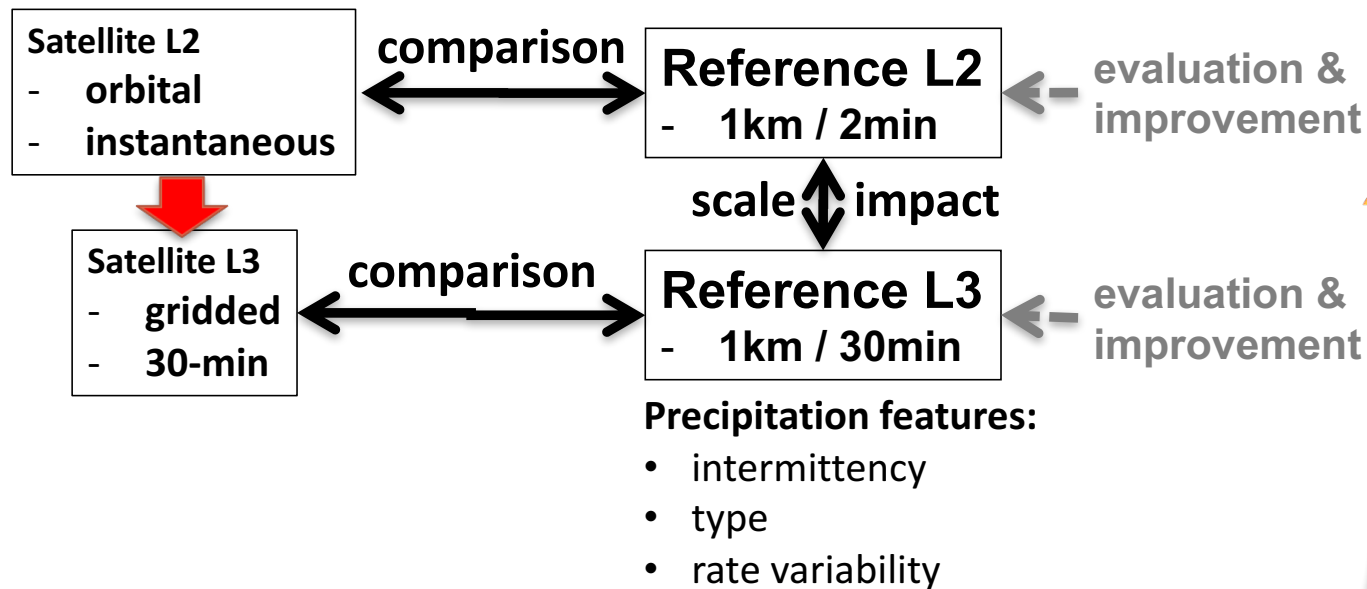 Satellite L2
- orbital
- instantaneous
comparison
Reference L2
- 1km / 2min
evaluation &
improvement
scale impact
Satellite L3
- gridded
- 30-min
comparison
Reference L3
- 1km / 30min
evaluation &
improvement
Precipitation features:
• intermittency
• type
• rate variability